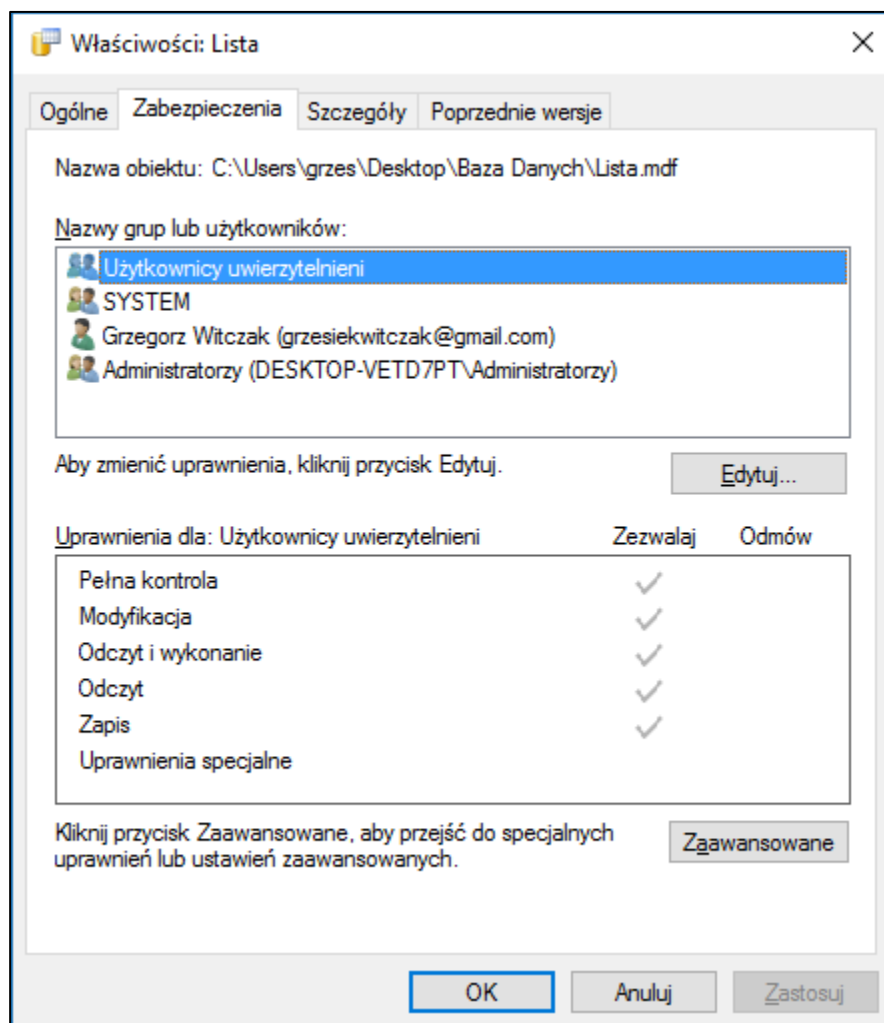 Właściwości: Lista
Ogólne Zabezpieczenia Szczegóły Poprzednie wersje
Nazwa obiektu: C:\Users\grzes\Desktop\Baza Danych\Lista.mdf
Nazwy grup lub użytkowników:
Użytkownicy uwierzytelnieni
SYSTEM
Grzegorz Witczak (grzesiekwitczak@gmail.com)
Administratorzy (DESKTOP-VETD7PT\Administratorzy)
Aby zmienić uprawnienia, kliknij przycisk Edytuj.
Edytuj...
Uprawnienia dla: Użytkownicy uwierzytelnieni Zezwalaj Odmów
Pełna kontrola
Modyfikacja
Odczyt i wykonanie
Odczyt
Zapis
Uprawnienia specjalne
Kliknij przycisk Zaawansowane, aby przejść do specjalnych
uprawnień lub ustawień zaawansowanych.
Zaawansowane
OK Anuluj Zastosuj